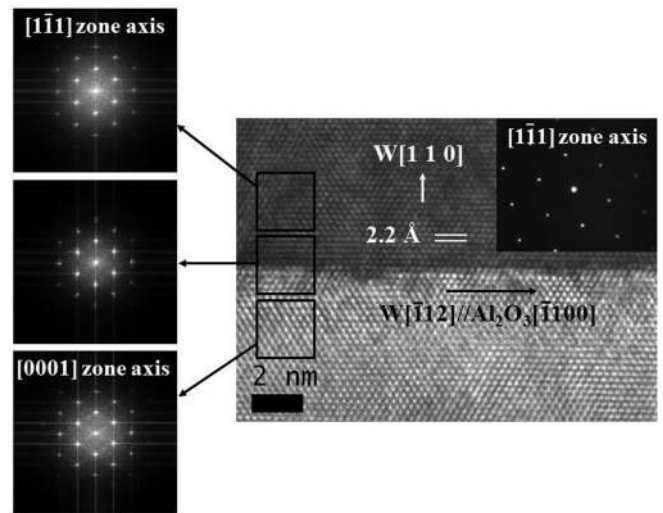 [11̄1] zone axis
[0001] zone axis
W[1 1 0]
2.2 Å
[11̄1] zone axis
W[1̄12]//Al₂O₃[1̄100]
2 nm